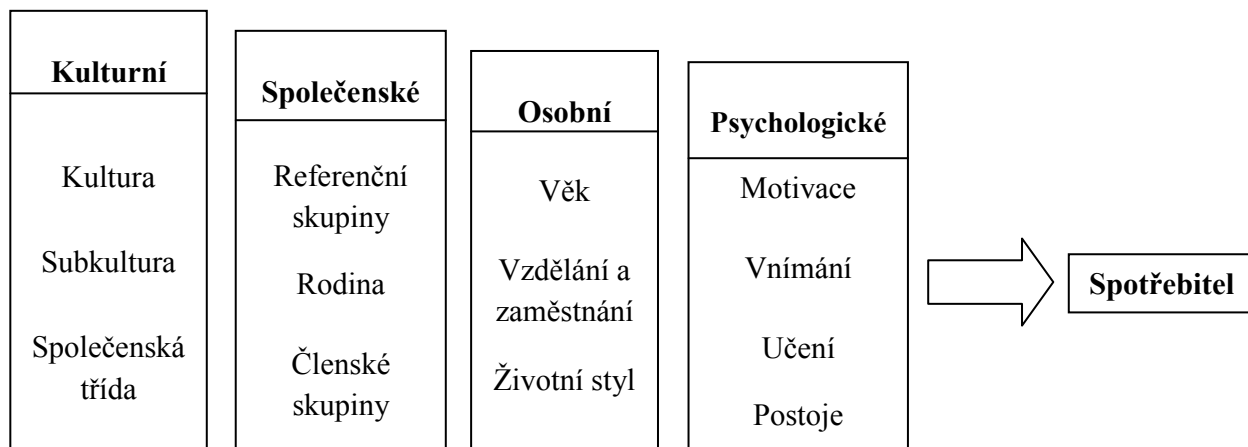 Kulturní
Kultura
Subkultura
Společenská
třída
Společenské
Referenční
skupiny
Rodina
Členské
skupiny
Osobní
Věk
Vzdělání a
zaměstnání
Životní styl
Psychologické
Motivace
Vnímání
Učení
Postoje
Spotřebitel